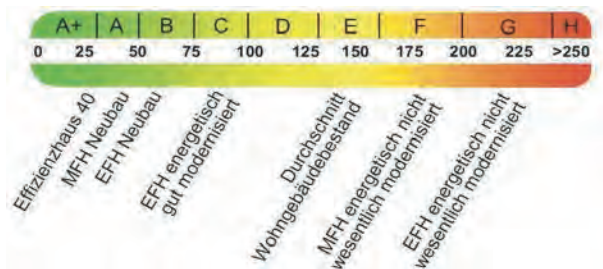 A+ A B C D E F G H
0 25 50 75 100 125 150 175 200 225 >250
Effizienzhaus 40
MFH Neubau
EFH Neubau
EFH energetisch
gut modernisiert
Durchschnitt
Wohngebäudebestand
MFH energetisch nicht
wesentlich modernisiert
EFH energetisch nicht
wesentlich modernisiert